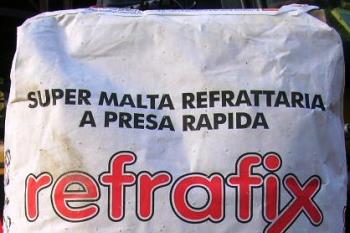 SUPER MALTA REFRATTARIA
A PRESA RAPIDA
refrafix